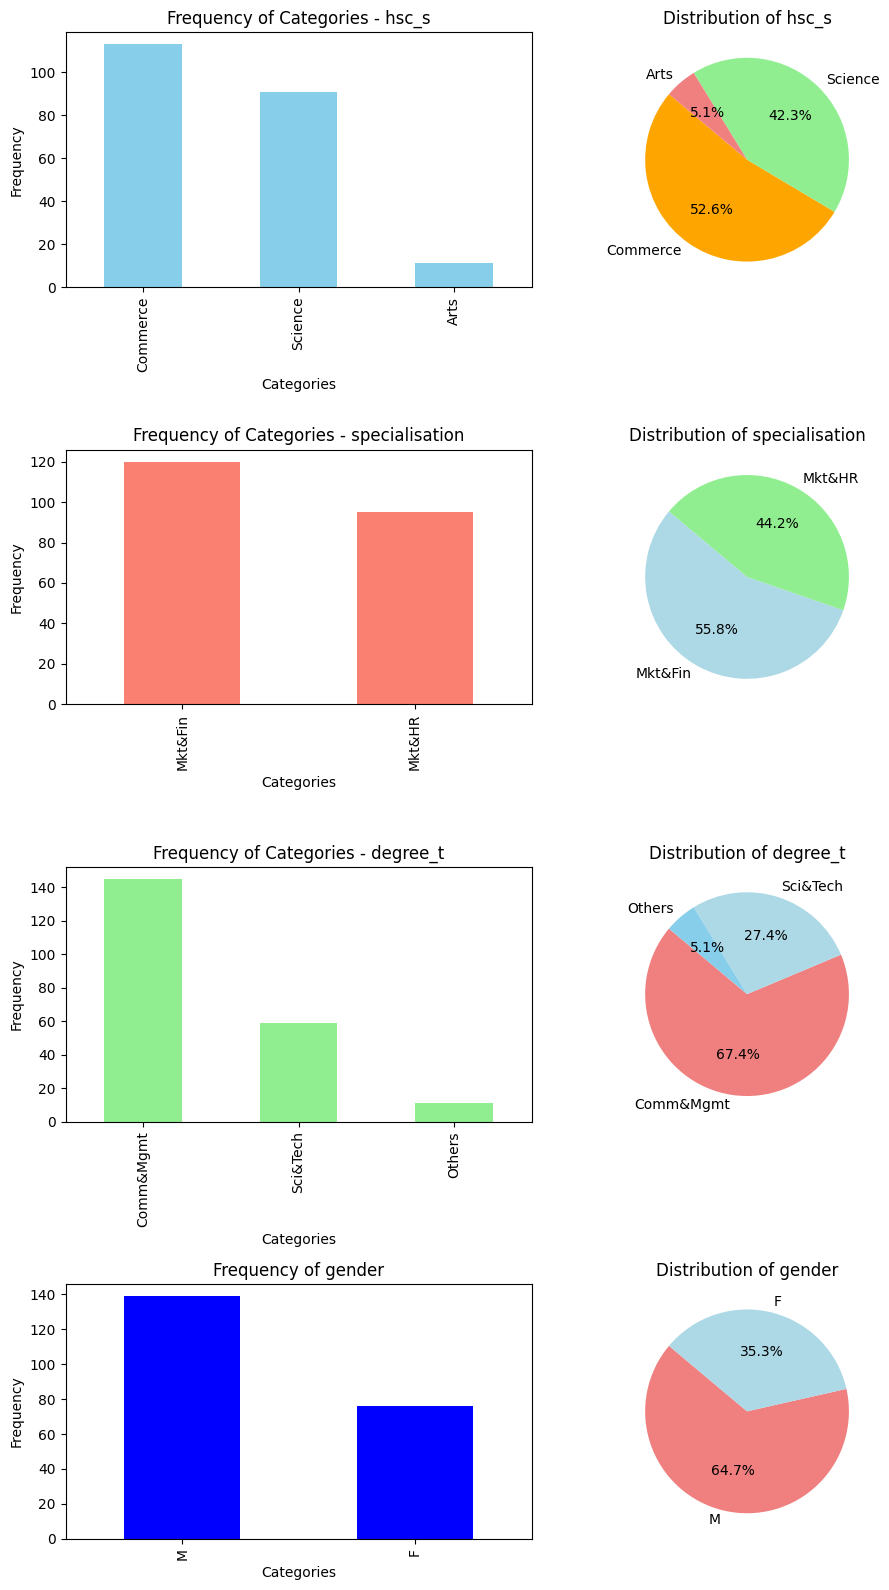 Frequency of Categories - hsc_s
Frequency
100
80
60
40
20
0
Commerce
Science
Arts
Categories
Distribution of hsc_s
Arts
Science
5.1%
42.3%
52.6%
Commerce
Frequency of Categories - specialisation
Frequency
120
100
80
60
40
20
0
Mkt&Fin
Mkt&HR
Categories
Distribution of specialisation
Mkt&HR
44.2%
55.8%
Mkt&Fin
Frequency of Categories - degree_t
Frequency
140
120
100
80
60
40
20
0
Comm&Mgmt
Sci&Tech
Others
Categories
Distribution of degree_t
Sci&Tech
Others
27.4%
5.1%
67.4%
Comm&Mgmt
Frequency of gender
Frequency
140
120
100
80
60
40
20
0
M
F
Categories
Distribution of gender
F
35.3%
64.7%
M